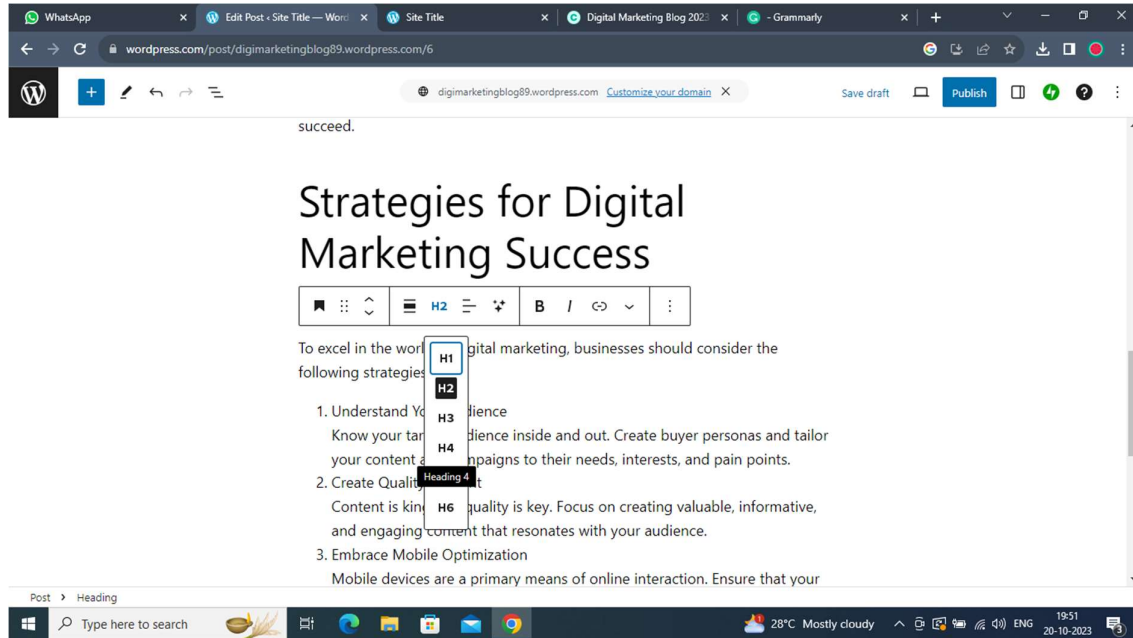 WhatsApp
Edit Post ‹ Site Title — Word
Site Title
Digital Marketing Blog 2023
- Grammarly
wordpress.com/post/digimarketingblog89.wordpress.com/6
digimarketingblog89.wordpress.com Customize your domain
Save draft
Publish
succeed.
Strategies for Digital
Marketing Success
H2
B I
To excel in the worl gital marketing, businesses should consider the
following strategies
H1
H2
H3
H4
Heading 4
H6
1. Understand Yo dience
Know your tar dience inside and out. Create buyer personas and tailor
your content a mpaigns to their needs, interests, and pain points.
2. Create Quality t
Content is king quality is key. Focus on creating valuable, informative,
and engaging content that resonates with your audience.
3. Embrace Mobile Optimization
Mobile devices are a primary means of online interaction. Ensure that your
Post > Heading
Type here to search
28°C Mostly cloudy
ENG
19:51
20-10-2023
3